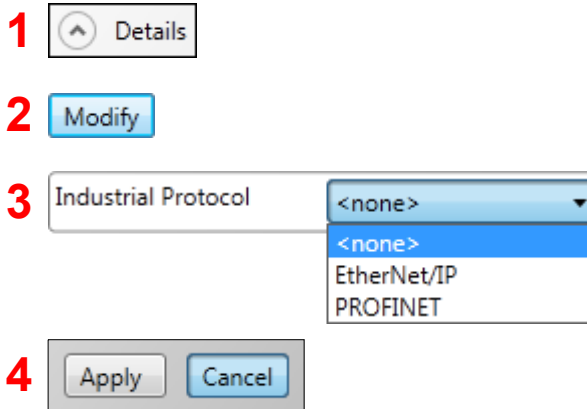 1 Details
2 Modify
3 Industrial Protocol <none>
<none>
EtherNet/IP
PROFINET
4 Apply Cancel